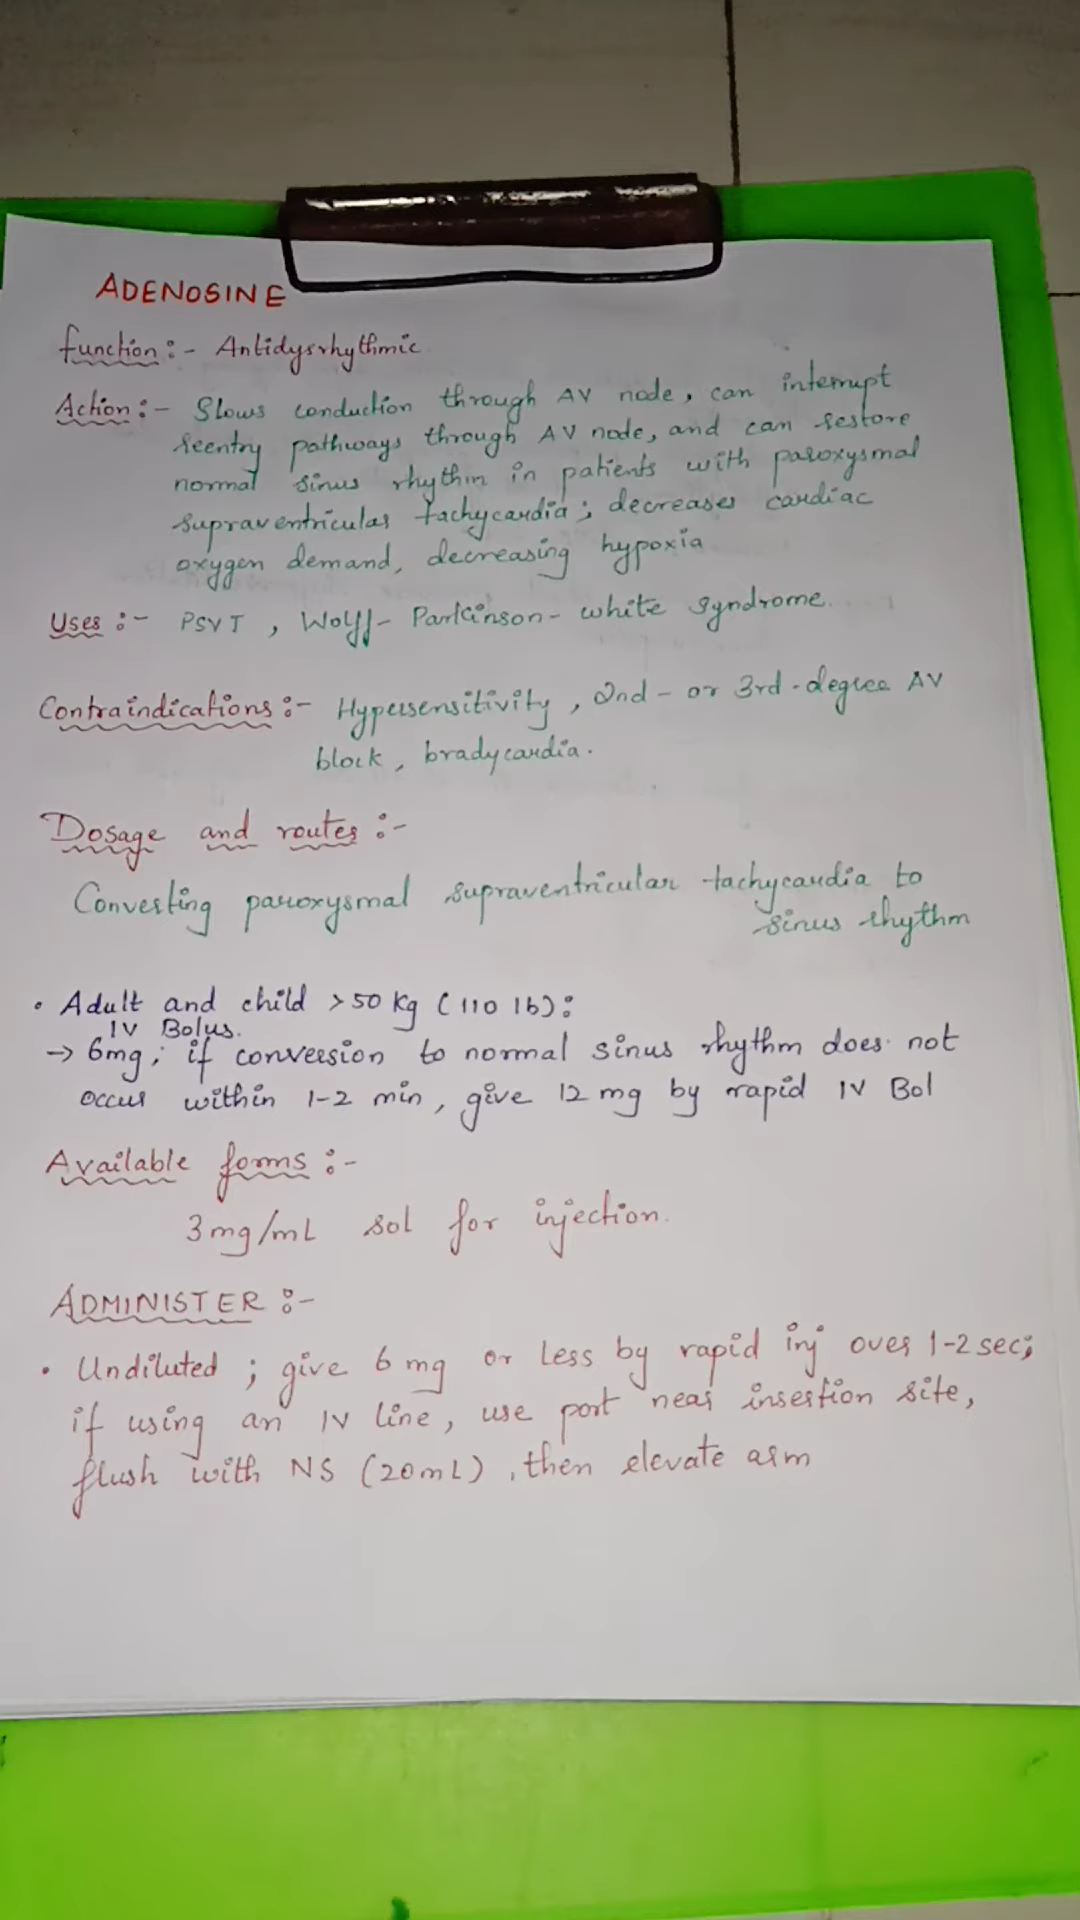 ADENOSINE
Function :- Antidysrhythmic
Action :- Slows conduction through AV node, can interrupt
reentry pathways through AV node, and can restore
normal sinus rhythm in patients with paroxysmal
supraventricular tachycardia; decreases cardiac
oxygen demand, decreasing hypoxia
Uses :- PSVT, Wolff-Parkinson-white syndrome.
Contraindications :- Hypersensitivity, 2nd- or 3rd-degree AV
block, bradycardia.
Dosage and routes :-
Converting paroxysmal supraventricular tachycardia to
sinus rhythm
• Adult and child >50 kg (110 lb):
IV Bolus.
→ 6mg; if conversion to normal sinus rhythm does not
occur within 1-2 min, give 12 mg by rapid IV Bol
Available forms :-
3mg/mL sol for injection.
ADMINISTER :-
• Undiluted; give 6 mg or less by rapid inj over 1-2 sec;
if using an IV line, use port near insertion site,
flush with NS (20mL), then elevate arm